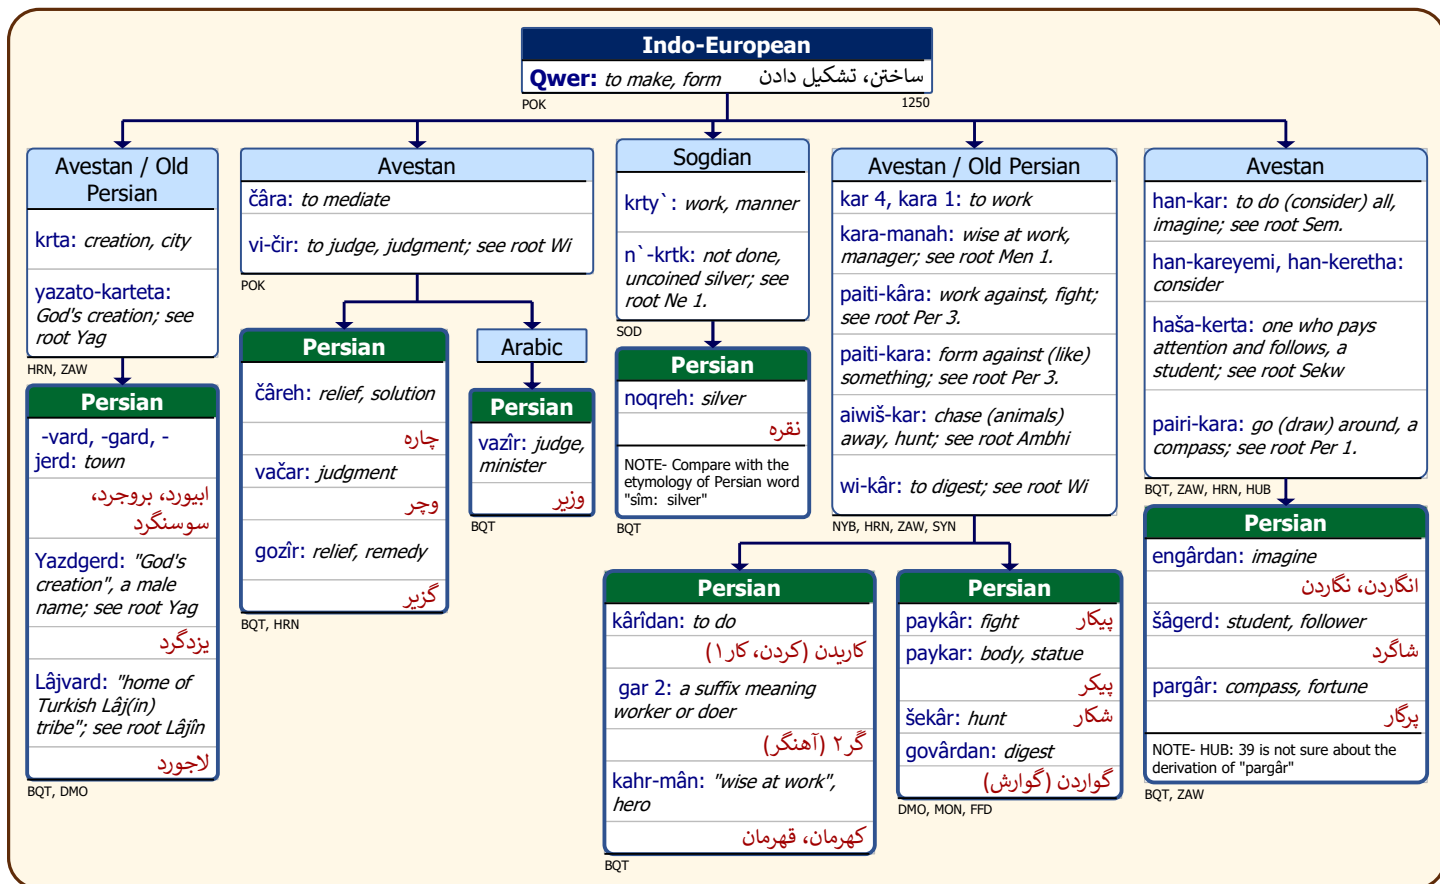 Indo-European
Qwer: to make, form ساختن، تشکیل دادن
POK 1250
Avestan / Old
Persian
krta: creation, city
yazato-karteta:
God's creation; see
root Yag
HRN, ZAW
Persian
-vard, -gard, -
jerd: town
ابیورد، بروجرد،
سوسنگرد
Yazdgerd: "God's
creation", a male
name; see root Yag
یزدگرد
Lâjvard: "home of
Turkish Lâj(in)
tribe"; see root Lâjîn
لاجورد
BQT, DMO
Avestan
čâra: to mediate
vi-čir: to judge, judgment; see root Wi
POK
Persian
čâreh: relief, solution
چاره
vačar: judgment
وچر
gozîr: relief, remedy
گزیر
BQT, HRN
Arabic
Persian
vazîr: judge,
minister
وزیر
BQT
Sogdian
krty`: work, manner
n`-krtk: not done,
uncoined silver; see
root Ne 1.
SOD
Persian
noqreh: silver
نقره
NOTE- Compare with the
etymology of Persian word
"sîm: silver"
BQT
Avestan / Old Persian
kar 4, kara 1: to work
kara-manah: wise at work,
manager; see root Men 1.
paiti-kâra: work against, fight;
see root Per 3.
paiti-kara: form against (like)
something; see root Per 3.
aiwiš-kar: chase (animals)
away, hunt; see root Ambhi
wi-kâr: to digest; see root Wi
NYB, HRN, ZAW, SYN
Persian
kârîdan: to do
کاریدن (کردن، کار۱)
gar 2: a suffix meaning
worker or doer
گر۲ (آهنگر)
kahr-mân: "wise at work",
hero
کهرمان، قهرمان
BQT
Persian
paykâr: fight پیکار
paykar: body, statue
پیکر
šekâr: hunt شکار
govârdan: digest
گواردن (گوارش)
DMO, MON, FFD
Avestan
han-kar: to do (consider) all,
imagine; see root Sem.
han-kareyemi, han-keretha:
consider
haša-kerta: one who pays
attention and follows, a
student; see root Sekw
pairi-kara: go (draw) around, a
compass; see root Per 1.
BQT, ZAW, HRN, HUB
Persian
engârdan: imagine
انگاردن، نگاردن
šâgerd: student, follower
شاگرد
pargâr: compass, fortune
پرگار
NOTE- HUB: 39 is not sure about the
derivation of "pargâr"
BQT, ZAW